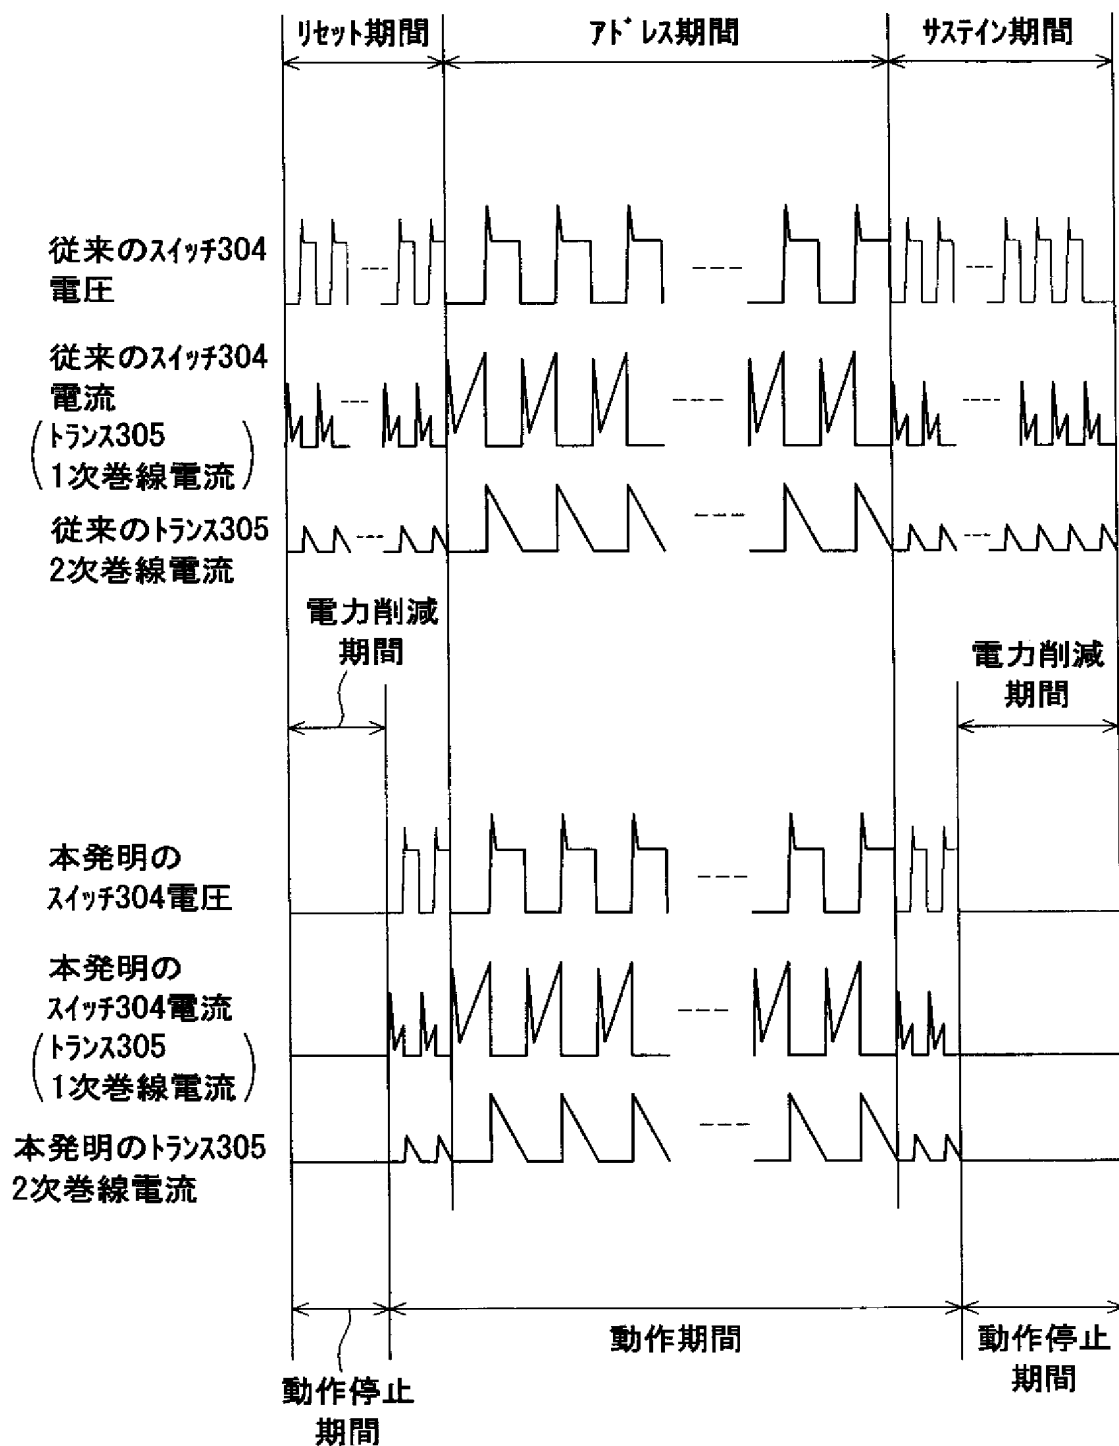 リセット期間
アドレス期間
サステイン期間
従来のスイッチ304
電圧
従来のスイッチ304
電流
(トランス305
1次巻線電流)
従来のトランス305
2次巻線電流
電力削減
期間
電力削減
期間
本発明の
スイッチ304電圧
本発明の
スイッチ304電流
(トランス305
1次巻線電流)
本発明のトランス305
2次巻線電流
動作期間
動作停止
期間
動作停止
期間